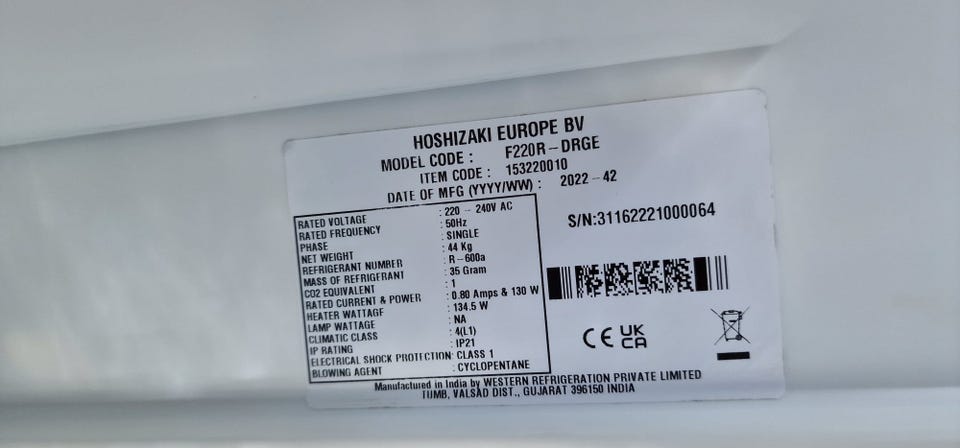 HOSHIZAKI EUROPE BV
MODEL CODE : F220R-DRGE
ITEM CODE : 153220010
DATE OF MFG (YYYY/WW) : 2022-42
RATED VOLTAGE : 220 - 240V AC
RATED FREQUENCY : 50Hz
PHASE : SINGLE
NET WEIGHT : 44 Kg
REFRIGERANT NUMBER : R-600a
MASS OF REFRIGERANT : 35 Gram
CO2 EQUIVALENT : 1
RATED CURRENT & POWER : 0.80 Amps & 130 W
HEATER WATTAGE : 134.5 W
LAMP WATTAGE : NA
CLIMATIC CLASS : 4(L1)
IP RATING : IP21
ELECTRICAL SHOCK PROTECTION: CLASS 1
BLOWING AGENT : CYCLOPENTANE
S/N:31162221000064
CE UK
CA
Manufactured in India by WESTERN REFRIGERATION PRIVATE LIMITED
TUMB, VALSAD DIST., GUJARAT 396150 INDIA